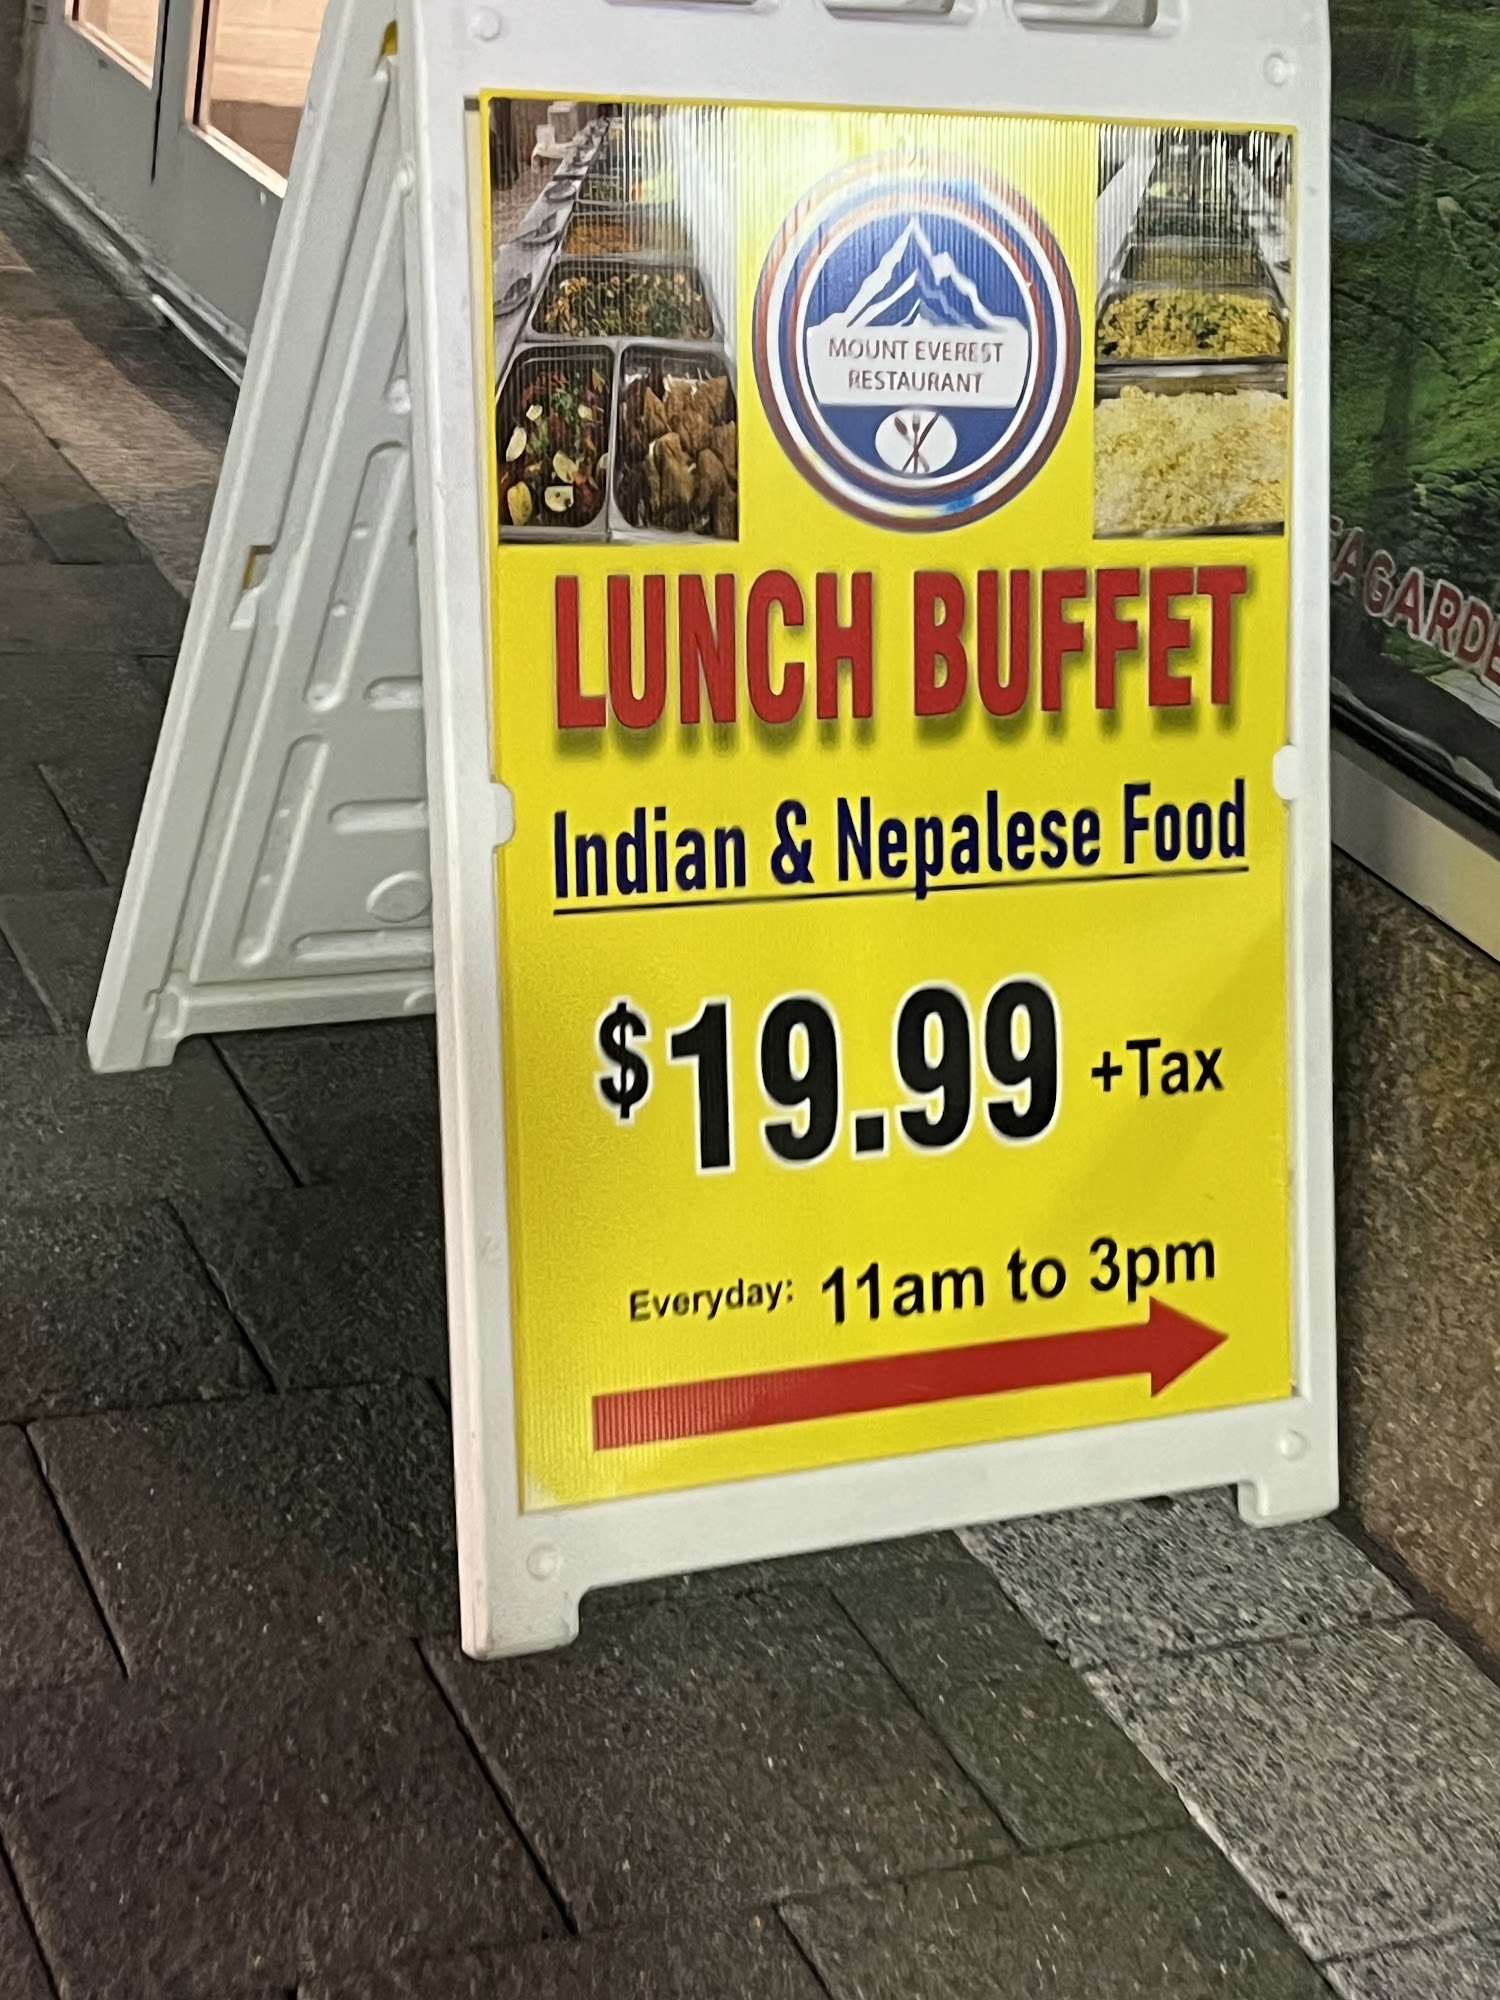 MOUNT EVEREST
RESTAURANT
LUNCH BUFFET
Indian & Nepalese Food
$19.99 +Tax
Everyday: 11am to 3pm